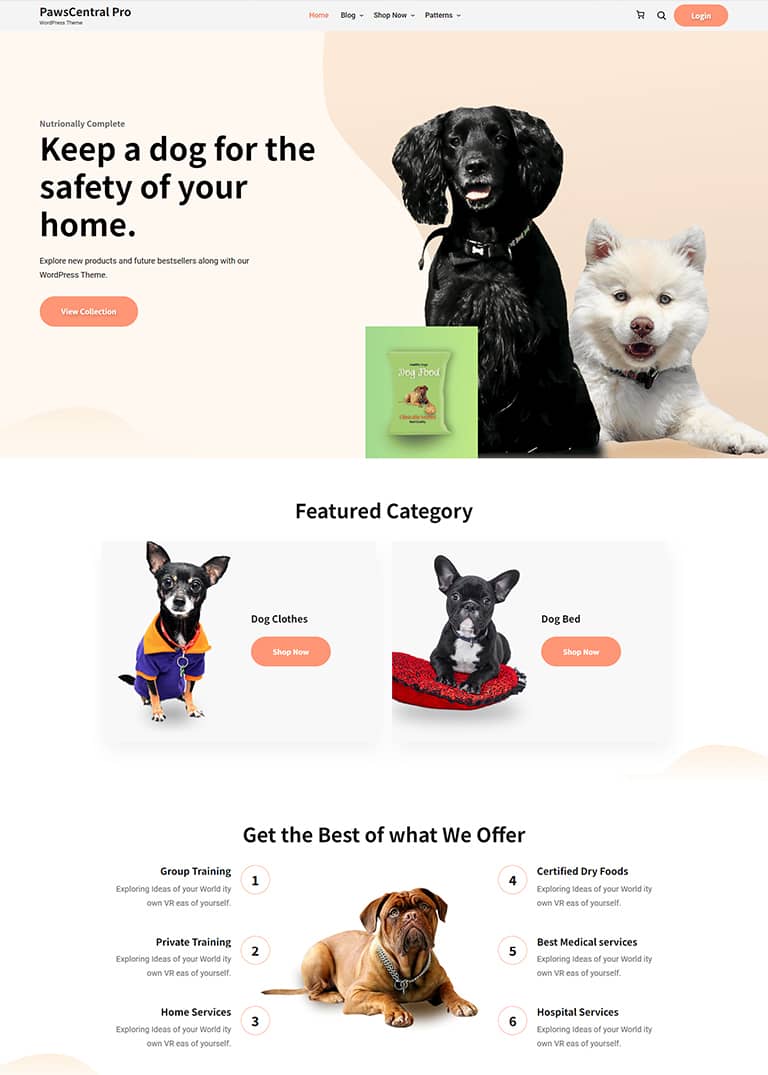 PawsCentral Pro
WordPress Theme
Home Blog Shop Now Patterns
Login
Nutrionally Complete
Keep a dog for the
safety of your
home.
Explore new products and future bestsellers along with our
WordPress Theme.
View Collection
Dog Food
Featured Category
Dog Clothes
Shop Now
Dog Bed
Shop Now
Get the Best of what We Offer
Group Training
1
Exploring Ideas of your World ity
own VR eas of yourself.
Private Training
2
Exploring Ideas of your World ity
own VR eas of yourself.
Home Services
3
Exploring Ideas of your World ity
own VR eas of yourself.
4
Certified Dry Foods
Exploring Ideas of your World ity
own VR eas of yourself.
5
Best Medical services
Exploring Ideas of your World ity
own VR eas of yourself.
6
Hospital Services
Exploring Ideas of your World ity
own VR eas of yourself.